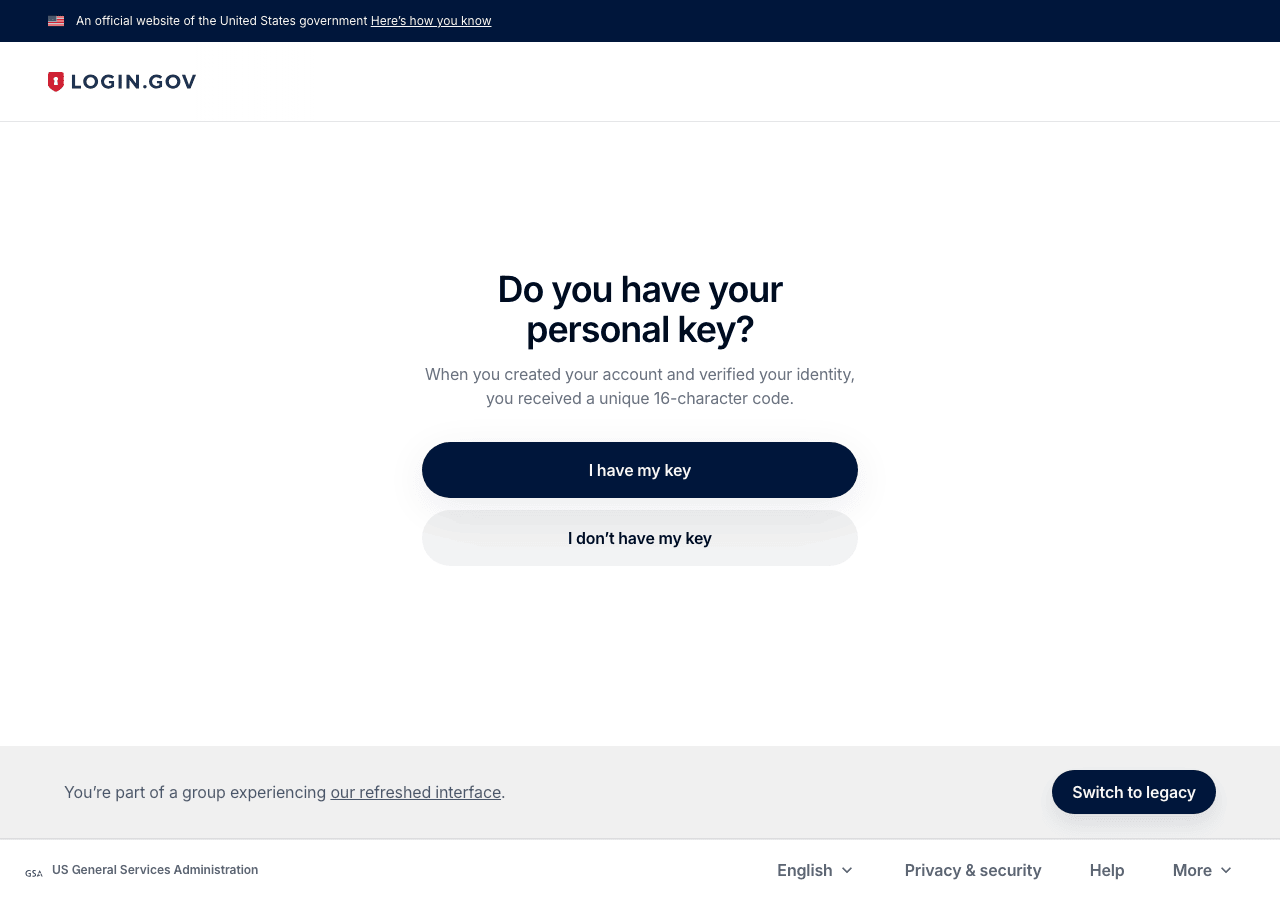 An official website of the United States government Here’s how you know
LOGIN.GOV
Do you have your
personal key?
When you created your account and verified your identity,
you received a unique 16-character code.
I have my key
I don’t have my key
You’re part of a group experiencing our refreshed interface.
Switch to legacy
GSA US General Services Administration
English
Privacy & security
Help
More